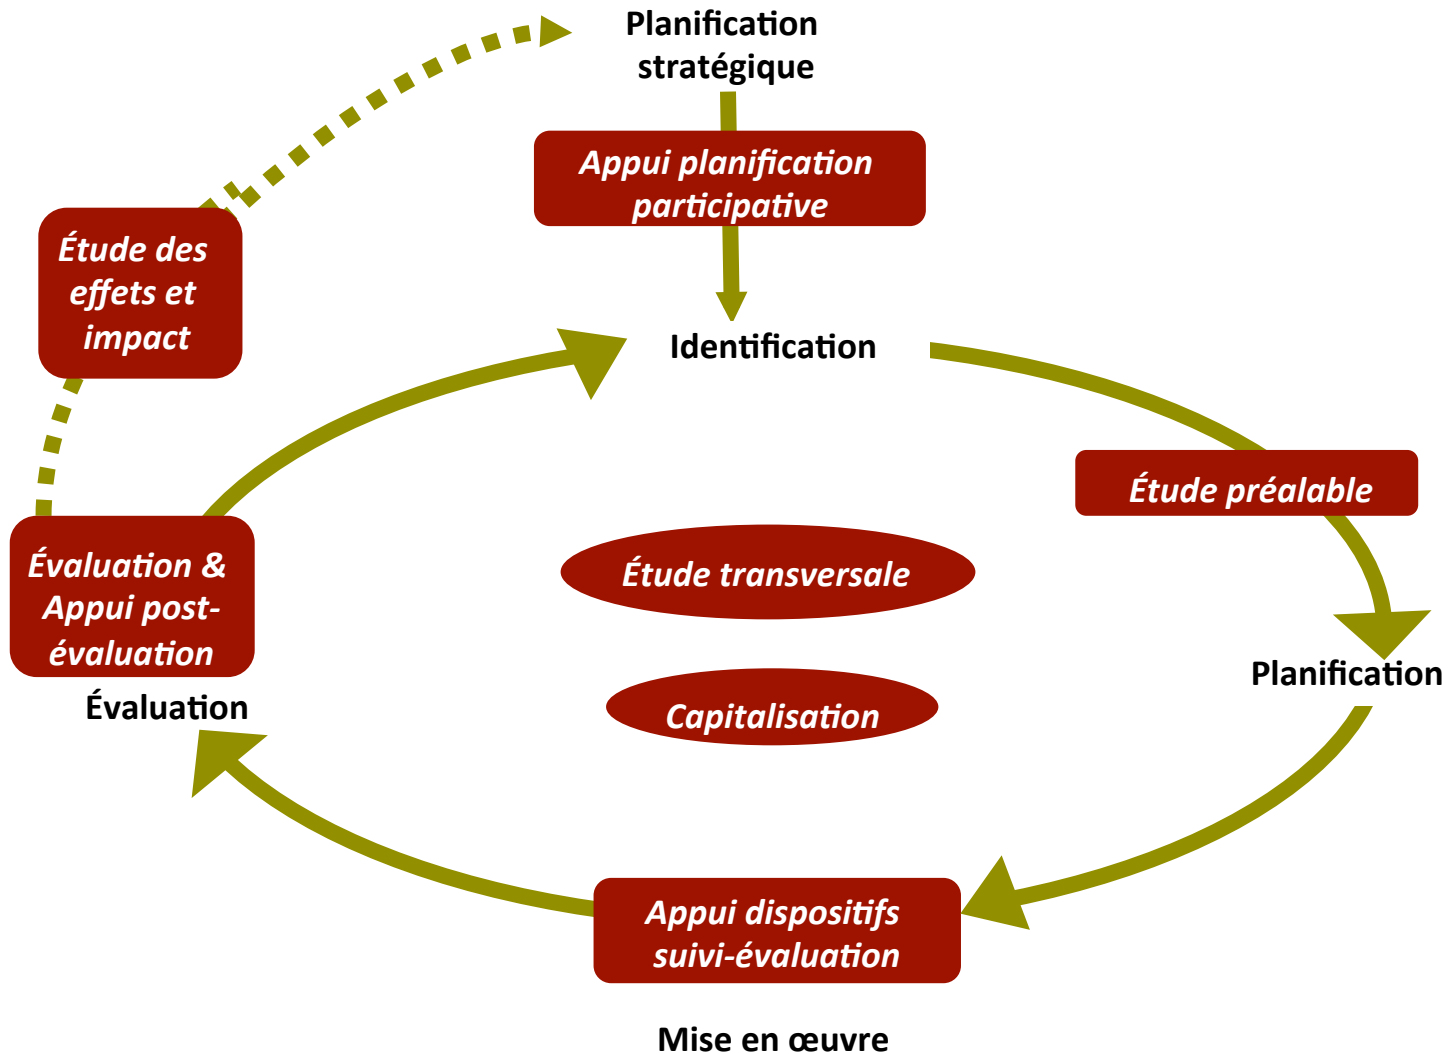 Planification
stratégique
Appui planification
participative
Étude des
effets et
impact
Identification
Étude préalable
Évaluation &
Appui post-
évaluation
Étude transversale
Planification
Évaluation
Capitalisation
Appui dispositifs
suivi-évaluation
Mise en œuvre